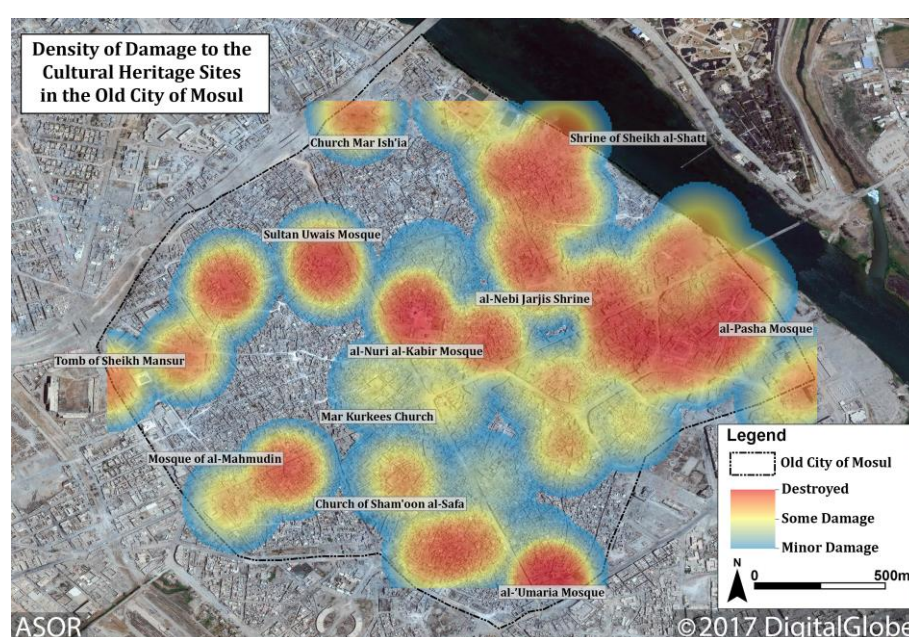 Density of Damage to the
Cultural Heritage Sites
in the Old City of Mosul
Church Mar Ish'ia
Shrine of Sheikh al-Shatt
Sultan Uwais Mosque
al-Nebi Jarjis Shrine
al-Pasha Mosque
al-Nuri al-Kabir Mosque
Tomb of Sheikh Mansur
Mar Kurkees Church
Mosque of al-Mahmudin
Church of Sham'oon al-Safa
al-'Umaria Mosque
Legend
Old City of Mosul
Destroyed
Some Damage
Minor Damage
N
0 500m
ASOR
©2017 DigitalGlobe